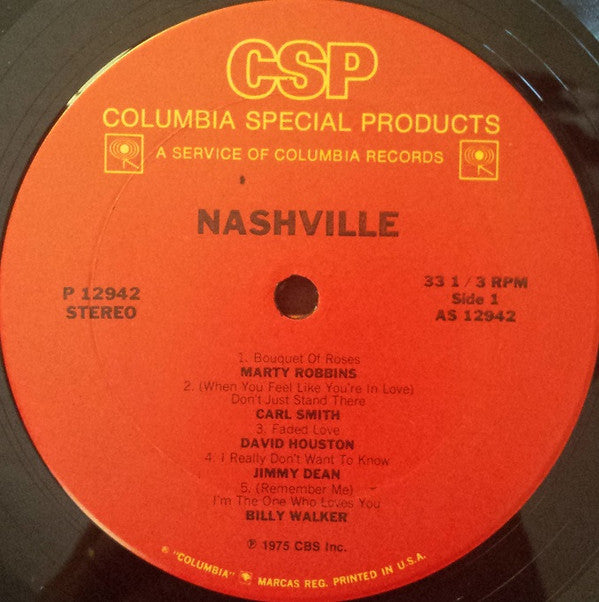 CSP
COLUMBIA SPECIAL PRODUCTS
A SERVICE OF COLUMBIA RECORDS
NASHVILLE
P 12942
STEREO
33 1/3 RPM
Side 1
AS 12942
1. Bouquet Of Roses
MARTY ROBBINS
2. (When You Feel Like You're In Love)
Don't Just Stand There
CARL SMITH
3. Faded Love
DAVID HOUSTON
4. I Really Don't Want To Know
JIMMY DEAN
5. (Remember Me)
I'm The One Who Loves You
BILLY WALKER
℗ 1975 CBS Inc.
® "COLUMBIA" MARCAS REG. PRINTED IN U.S.A.